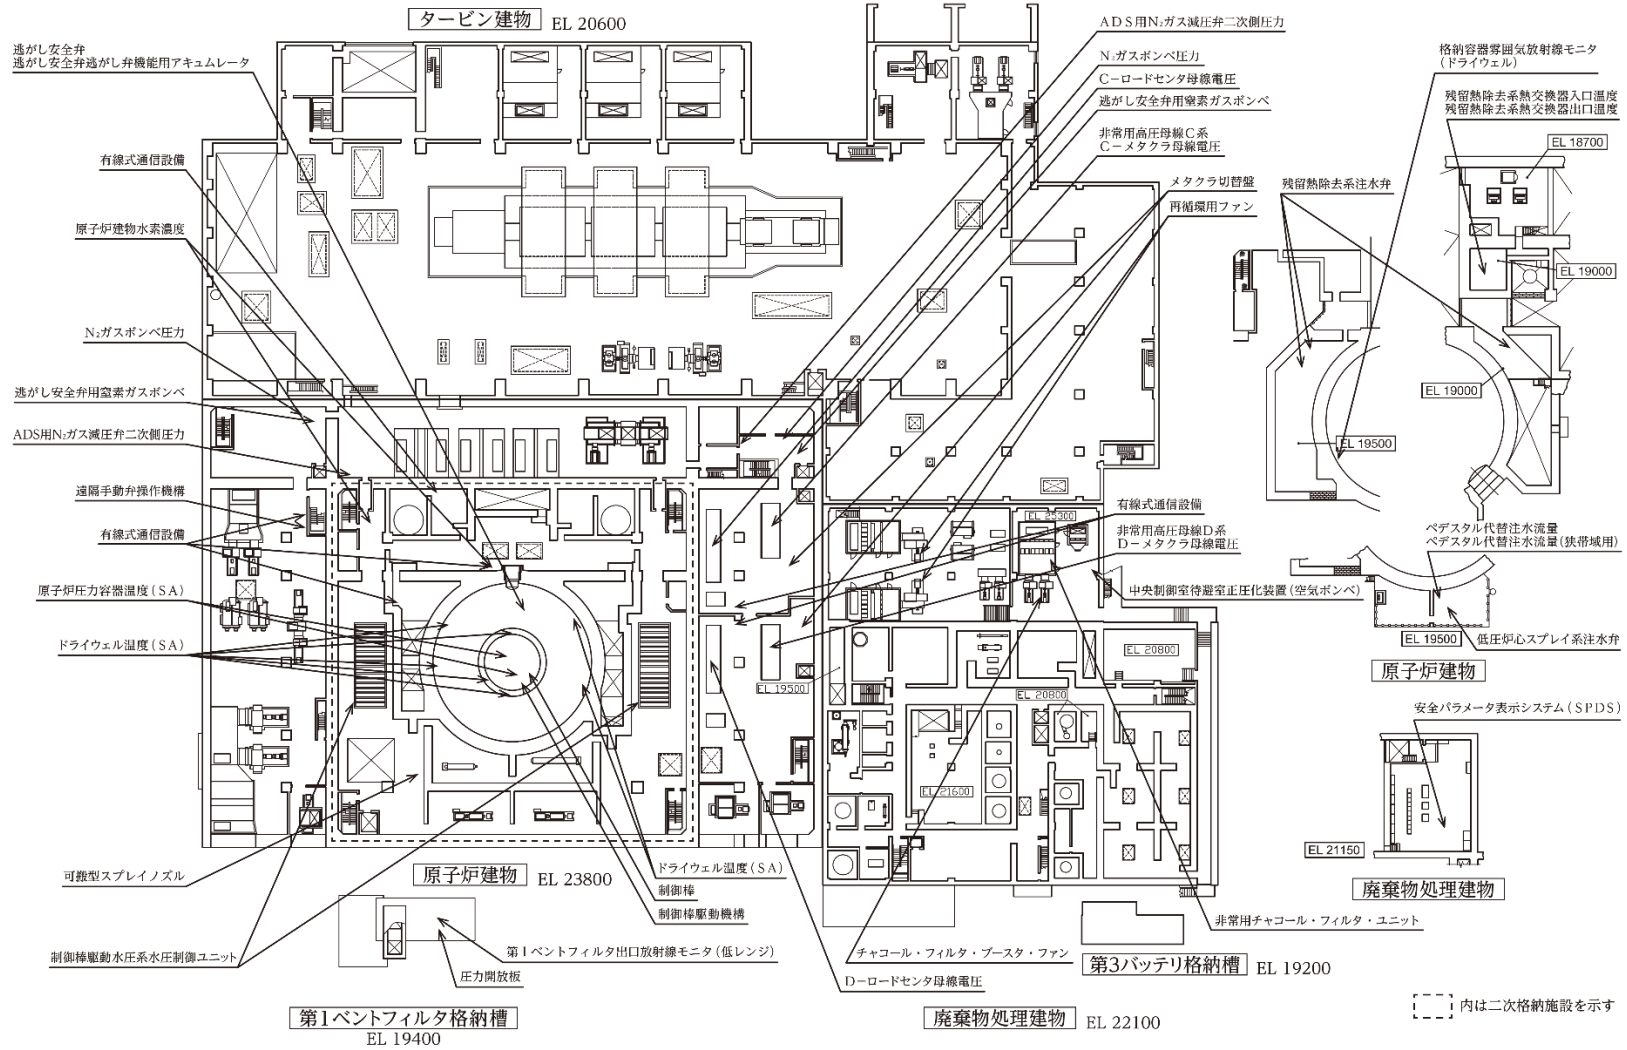 タービン建物 EL 20600
逃がし安全弁
逃がし安全弁逃がし弁機能用アキュムレータ
有線式通信設備
原子炉建物水素濃度
N₂ガスボンベ圧力
逃がし安全弁用窒素ガスボンベ
ADS用N₂ガス減圧弁二次側圧力
遠隔手動弁操作機構
有線式通信設備
原子炉圧力容器温度(SA)
ドライウェル温度(SA)
可搬型スプレイノズル
制御棒駆動水圧系水圧制御ユニット
ADS用N₂ガス減圧弁二次側圧力
N₂ガスボンベ圧力
C-ロードセンタ母線電圧
逃がし安全弁用窒素ガスボンベ
非常用高圧母線C系
C-メタクラ母線電圧
メタクラ切替盤
再循環用ファン
格納容器雰囲気放射線モニタ
(ドライウェル)
残留熱除去系熱交換器入口温度
残留熱除去系熱交換器出口温度
EL 18700
残留熱除去系注水弁
EL 19000
EL 19000
EL 19500
有線式通信設備
EL 25300
非常用高圧母線D系
D-メタクラ母線電圧
中央制御室待避室正圧化装置(空気ボンベ)
ペデスタル代替注水流量
ペデスタル代替注水流量(狭帯域用)
EL 19500
低圧炉心スプレイ系注水弁
原子炉建物
EL 20800
EL 19500
EL 20800
EL 21600
安全パラメータ表示システム(SPDS)
EL 21150
廃棄物処理建物
原子炉建物 EL 23800
ドライウェル温度(SA)
制御棒
制御棒駆動機構
第1ベントフィルタ出口放射線モニタ(低レンジ)
圧力開放板
第1ベントフィルタ格納槽
EL 19400
チャコール・フィルタ・ブースタ・ファン
D-ロードセンタ母線電圧
非常用チャコール・フィルタ・ユニット
第3バッテリ格納槽 EL 19200
廃棄物処理建物 EL 22100
内は二次格納施設を示す